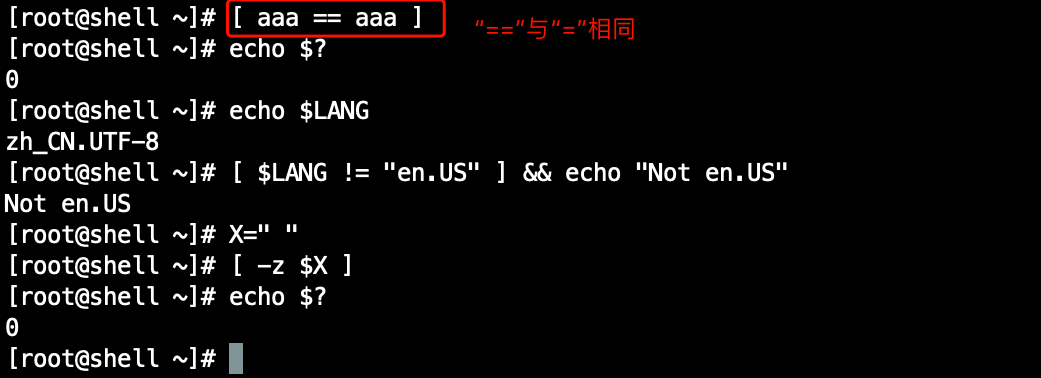 [root@shell ~]# [ aaa == aaa ] “==”与“=”相同
[root@shell ~]# echo $?
0
[root@shell ~]# echo $LANG
zh_CN.UTF-8
[root@shell ~]# [ $LANG != "en.US" ] && echo "Not en.US"
Not en.US
[root@shell ~]# X=" "
[root@shell ~]# [ -z $X ]
[root@shell ~]# echo $?
0
[root@shell ~]#